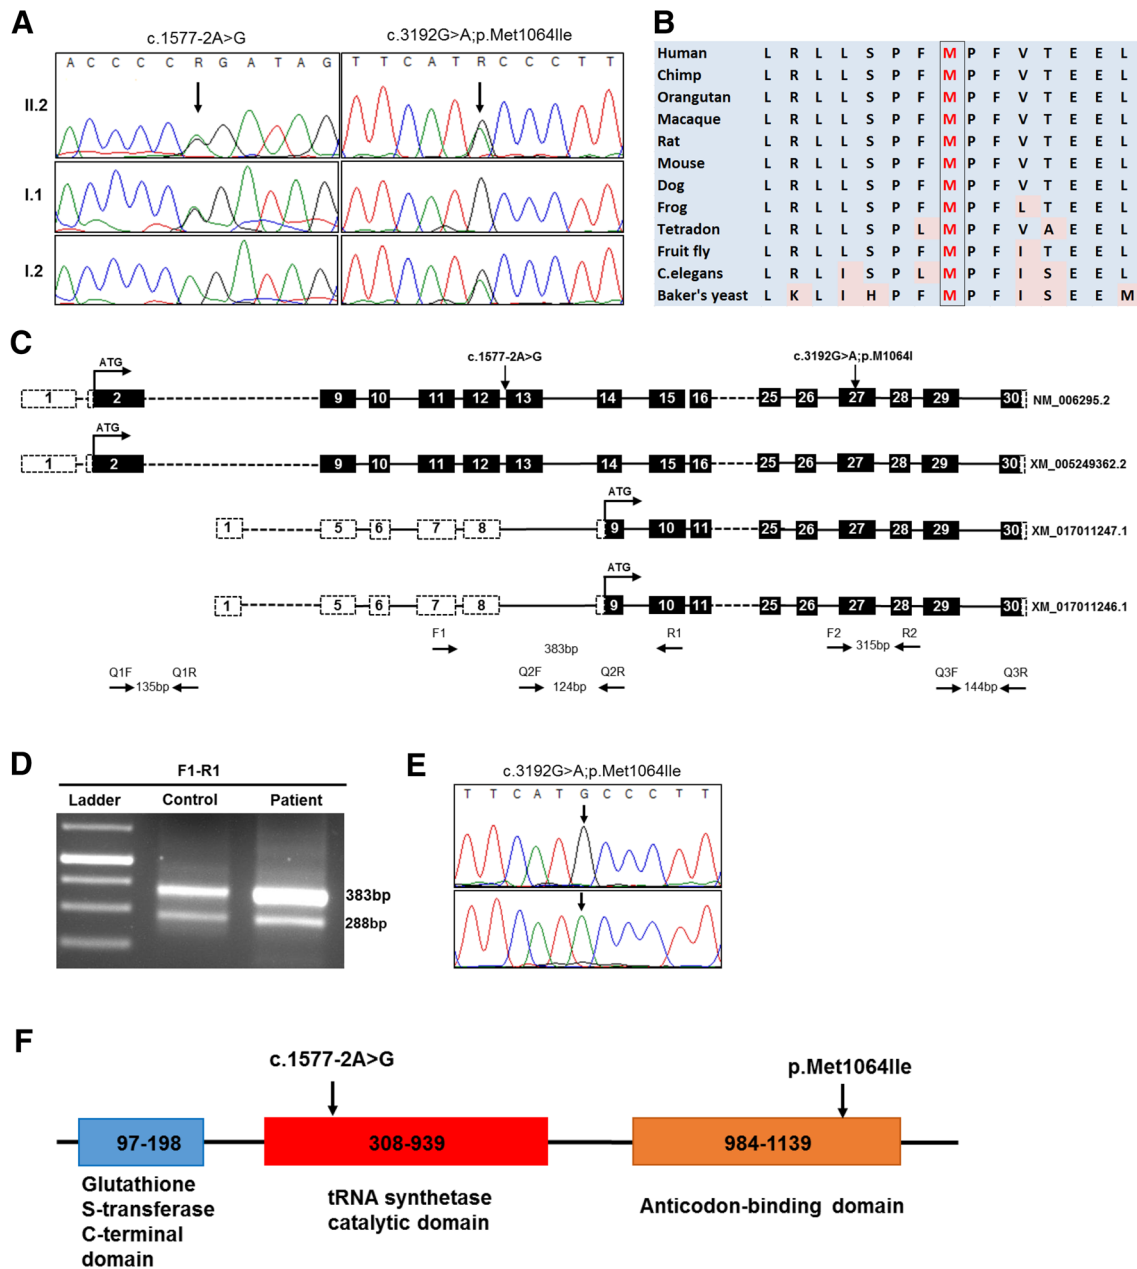 A
c.1577-2A>G
c.3192G>A;p.Met1064Ile
A C C C C R G A T A G
T T C A T R C C C T T
II.2
I.1
I.2
B
Human L R L L S P F M P F V T E E L
Chimp L R L L S P F M P F V T E E L
Orangutan L R L L S P F M P F V T E E L
Macaque L R L L S P F M P F V T E E L
Rat L R L L S P F M P F V T E E L
Mouse L R L L S P F M P F V T E E L
Dog L R L L S P F M P F V T E E L
Frog L R L L S P F M P F L T E E L
Tetradon L R L L S P L M P F V A E E L
Fruit fly L R L L S P F M P F I T E E L
C.elegans L R L I S P L M P F I S E E L
Baker's yeast L K L I H P F M P F I S E E M
C
c.1577-2A>G
c.3192G>A;p.M1064I
ATG
1 2 9 10 11 12 13 14 15 16 25 26 27 28 29 30 NM_006295.2
ATG
1 2 9 10 11 12 13 14 15 16 25 26 27 28 29 30 XM_005249362.2
ATG
1 5 6 7 8 9 10 11 25 26 27 28 29 30 XM_017011247.1
ATG
1 5 6 7 8 9 10 11 25 26 27 28 29 30 XM_017011246.1
F1 383bp R1 F2 315bp R2
Q1F 135bp Q1R Q2F 124bp Q2R Q3F 144bp Q3R
D
F1-R1
Ladder Control Patient
383bp
288bp
E
c.3192G>A;p.Met1064Ile
T T C A T G C C C T T
F
c.1577-2A>G
p.Met1064Ile
97-198 308-939 984-1139
Glutathione
S-transferase
C-terminal
domain
tRNA synthetase
catalytic domain
Anticodon-binding domain